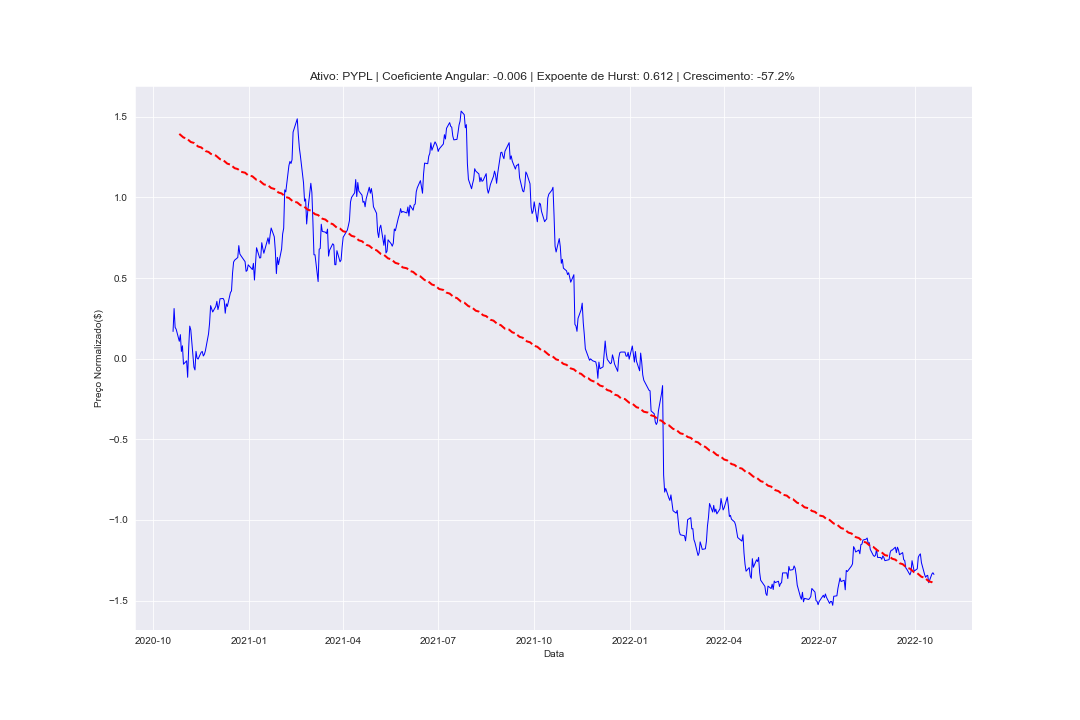 Ativo: PYPL | Coeficiente Angular: -0.006 | Expoente de Hurst: 0.612 | Crescimento: -57.2%
1.5
1.0
0.5
0.0
−0.5
−1.0
−1.5
Preço Normalizado($)
2020-10 2021-01 2021-04 2021-07 2021-10 2022-01 2022-04 2022-07 2022-10
Data